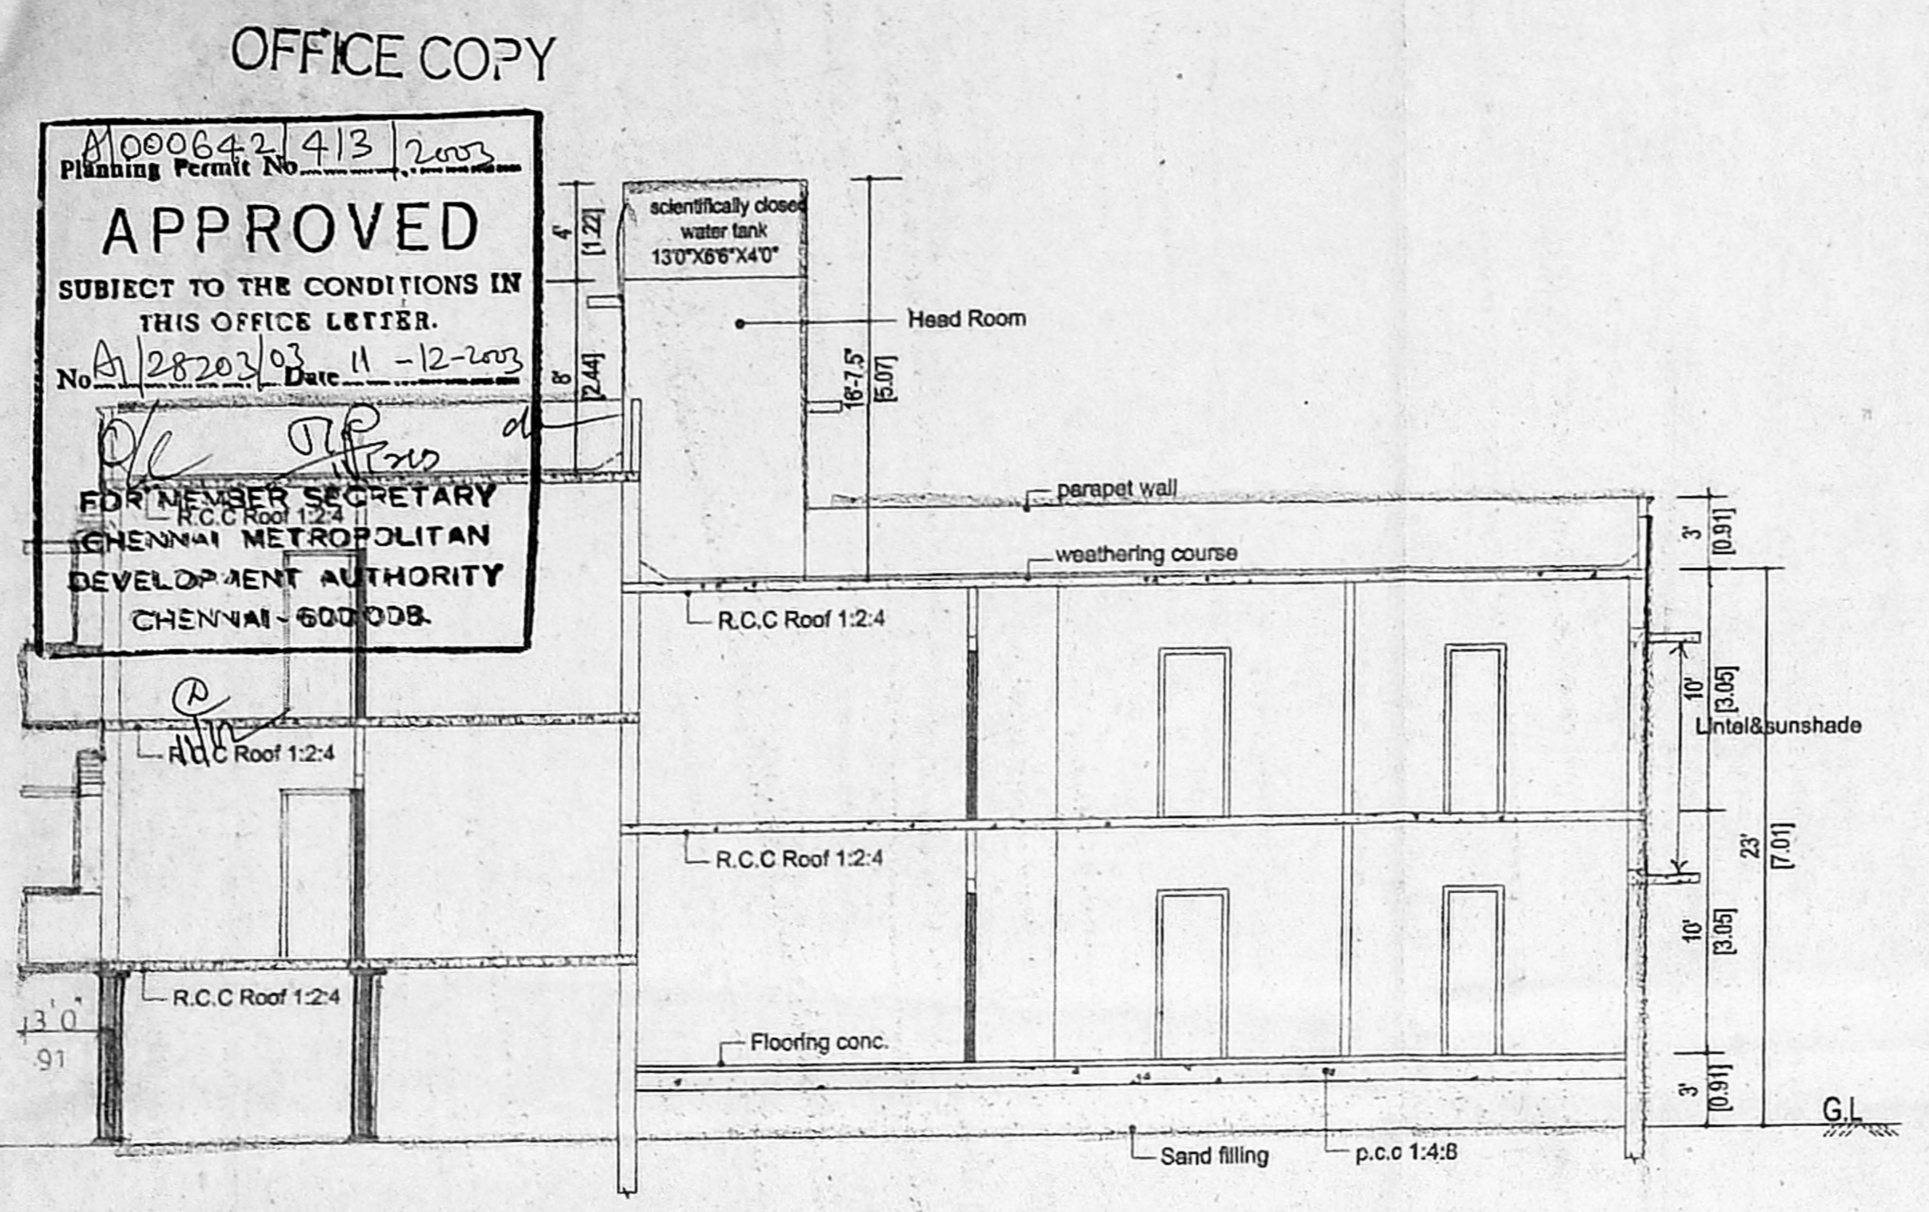 OFFICE COPY
A/000642/413/2003
Planning Permit No
APPROVED
SUBJECT TO THE CONDITIONS IN
THIS OFFICE LETTER.
No A1/28203/03 Date 11-12-2003
FOR MEMBER SECRETARY
CHENNAI METROPOLITAN
DEVELOPMENT AUTHORITY
CHENNAI-600 008.
4'
[1.22]
8'
[2.44]
scientifically closed
water tank
13'0"X6'6"X4'0"
Head Room
16'-7.5"
[5.07]
parapet wall
weathering course
R.C.C Roof 1:2:4
R.C.C Roof 1:2:4
R.C.C Roof 1:2:4
R.C.C Roof 1:2:4
R.C.C Roof 1:2:4
3'
[0.91]
10'
[3.05]
Lintel&sunshade
23'
[7.01]
10'
[3.05]
3'
[0.91]
3'0"
.91
Flooring conc.
G.L
Sand filling
p.c.c 1:4:8